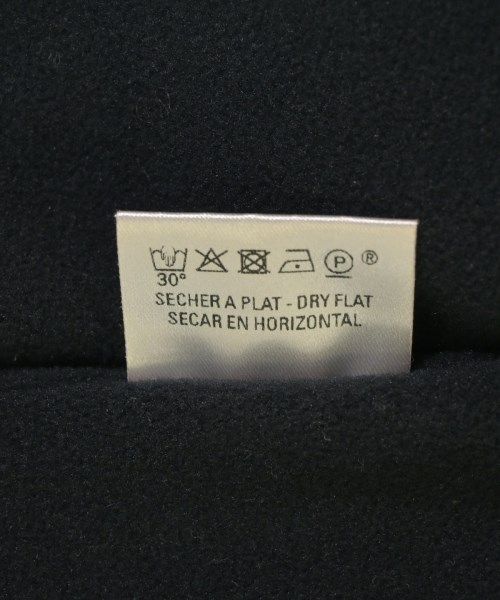 P ®
30°
SECHER A PLAT - DRY FLAT
SECAR EN HORIZONTAL